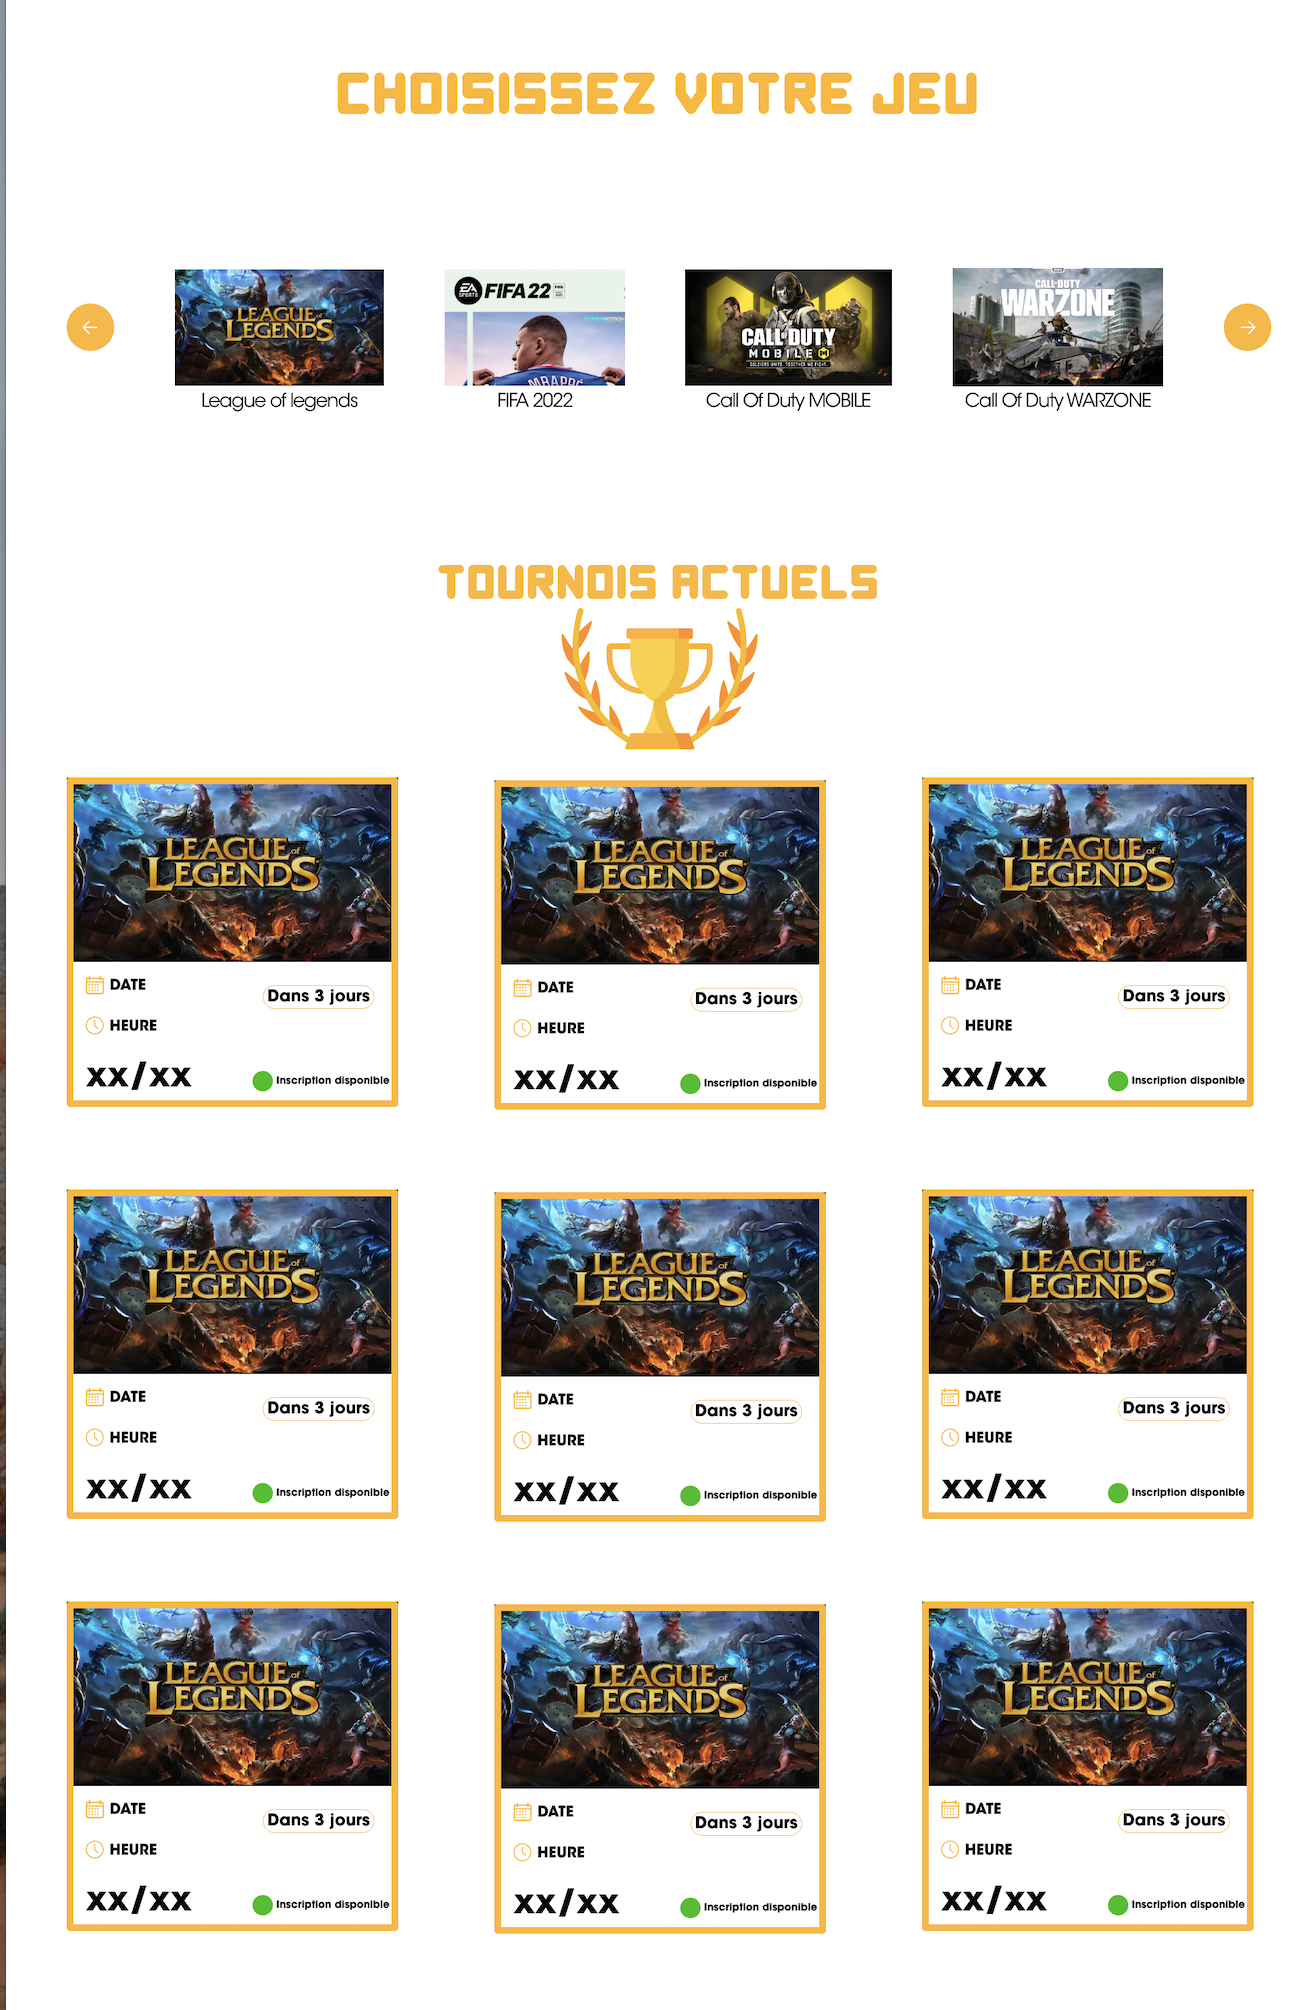 CHOISISSEZ VOTRE JEU
LEAGUE of
LEGENDS
EA SPORTS FIFA 22
HYPERMOTION
MBAPPÉ
CALL OF DUTY
MOBILE
SOLDIERS UNITE. TOGETHER WE FIGHT.
CALL OF DUTY
WARZONE
League of legends
FIFA 2022
Call Of Duty MOBILE
Call Of Duty WARZONE
TOURNOIS ACTUELS
LEAGUE of
LEGENDS
DATE
Dans 3 jours
HEURE
xx/xx
Inscription disponible
LEAGUE of
LEGENDS
DATE
Dans 3 jours
HEURE
xx/xx
Inscription disponible
LEAGUE of
LEGENDS
DATE
Dans 3 jours
HEURE
xx/xx
Inscription disponible
LEAGUE of
LEGENDS
DATE
Dans 3 jours
HEURE
xx/xx
Inscription disponible
LEAGUE of
LEGENDS
DATE
Dans 3 jours
HEURE
xx/xx
Inscription disponible
LEAGUE of
LEGENDS
DATE
Dans 3 jours
HEURE
xx/xx
Inscription disponible
LEAGUE of
LEGENDS
DATE
Dans 3 jours
HEURE
xx/xx
Inscription disponible
LEAGUE of
LEGENDS
DATE
Dans 3 jours
HEURE
xx/xx
Inscription disponible
LEAGUE of
LEGENDS
DATE
Dans 3 jours
HEURE
xx/xx
Inscription disponible